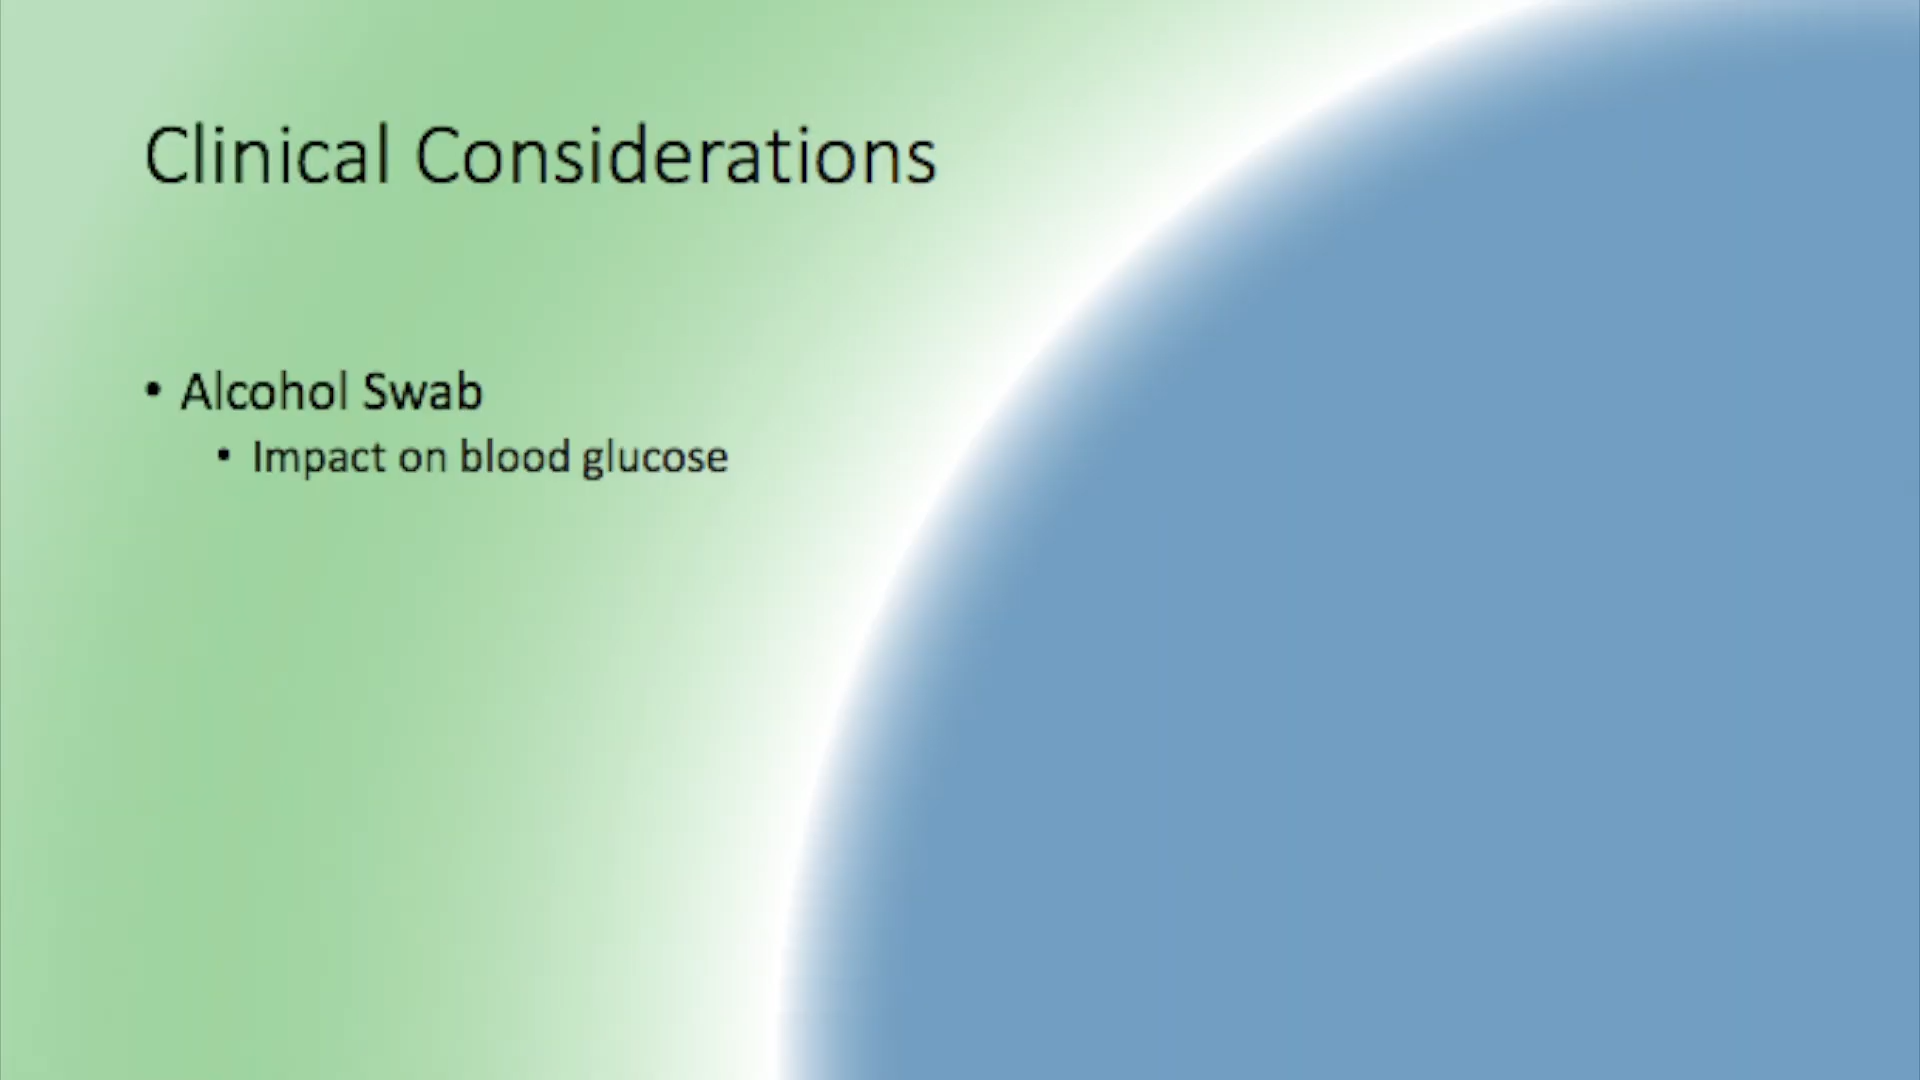 Clinical Considerations
• Alcohol Swab
• Impact on blood glucose